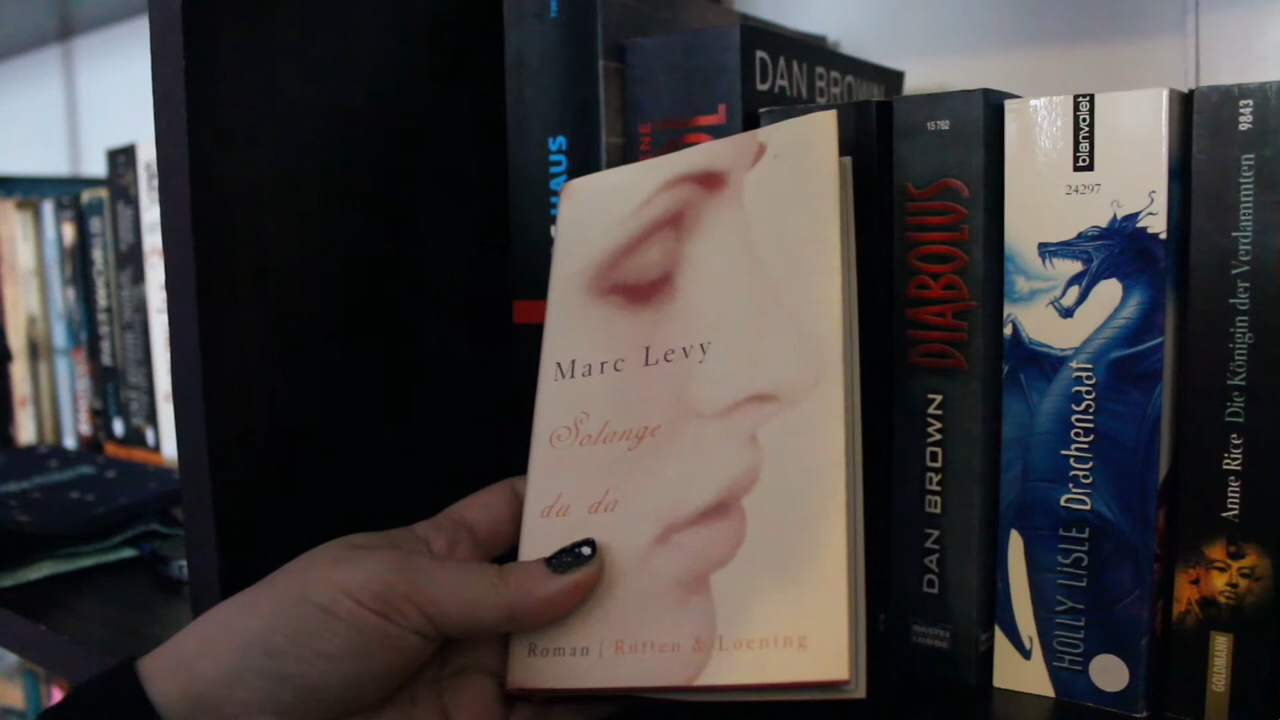 Marc Levy
Solange
du da
Roman | Rütten & Loening
DAN BROWN
15 762
DIABOLUS
DAN BROWN
blanvalet
24297
HOLLY LISLE Drachensaat
9843
Anne Rice Die Königin der Verdammten
GOLDMANN